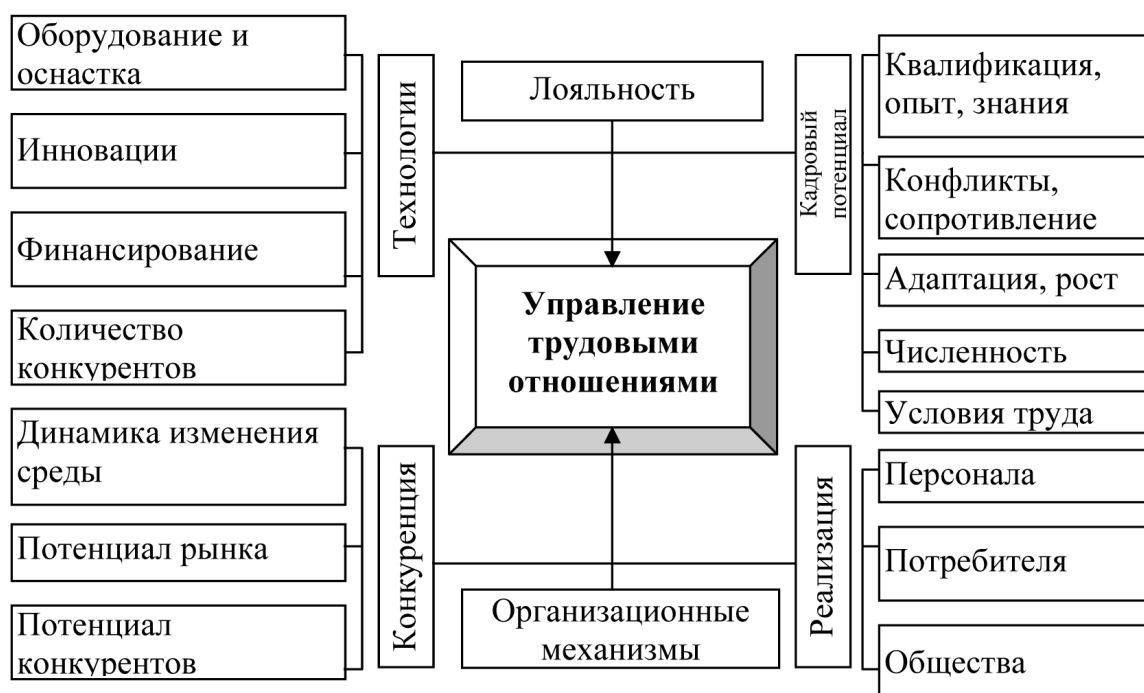 Оборудование и
оснастка
Инновации
Финансирование
Количество
конкурентов
Технологии
Лояльность
Кадровый
потенциал
Квалификация,
опыт, знания
Конфликты,
сопротивление
Адаптация, рост
Численность
Условия труда
Управление
трудовыми
отношениями
Динамика изменения
среды
Потенциал рынка
Потенциал
конкурентов
Конкуренция
Организационные
механизмы
Реализация
Персонала
Потребителя
Общества